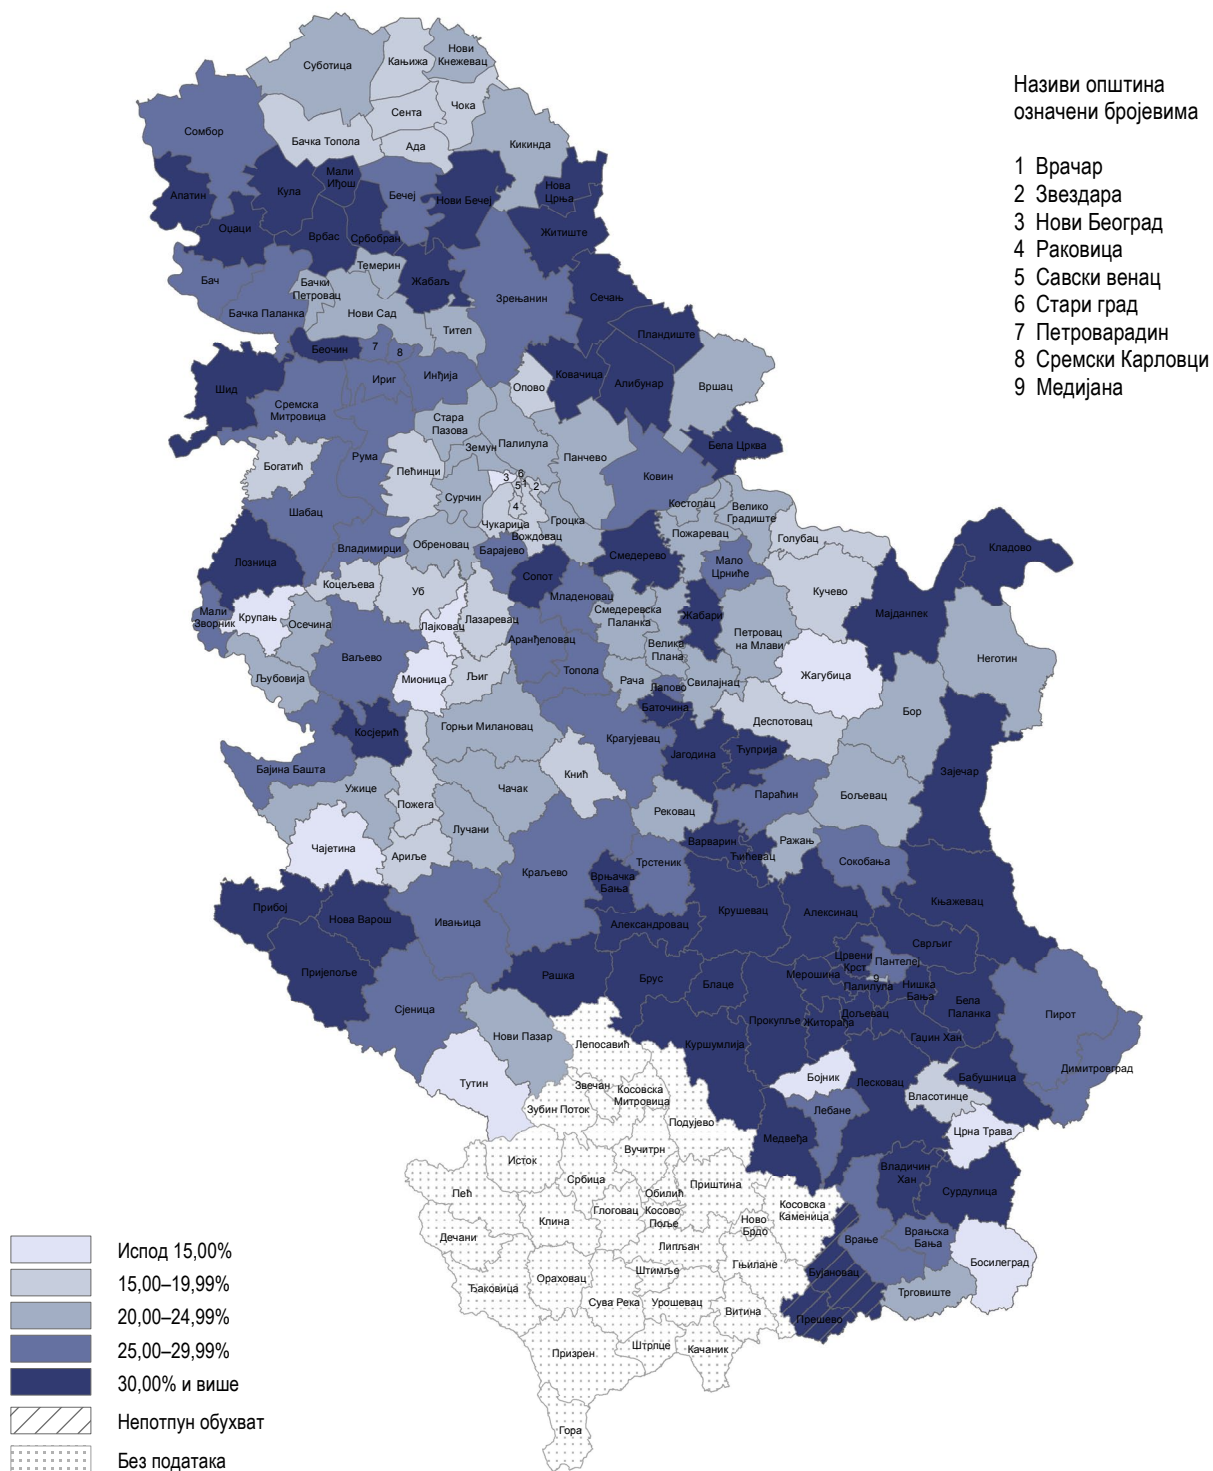 Називи општина
означени бројевима
1 Врачар
2 Звездара
3 Нови Београд
4 Раковица
5 Савски венац
6 Стари град
7 Петроварадин
8 Сремски Карловци
9 Медијана
Суботица
Кањижа
Нови
Кнежевац
Сента
Чока
Сомбор
Бачка Топола
Ада
Кикинда
Апатин
Кула
Мали
Иђош
Бечеј
Нови Бечеј
Нова
Црња
Оџаци
Врбас
Србобран
Житиште
Темерин
Бач
Бачки
Петровац
Жабаљ
Зрењанин
Сечањ
Бачка Паланка
Нови Сад
Тител
Пландиште
Беочин
7
8
Шид
Ириг
Инђија
Опово
Ковачица
Алибунар
Вршац
Сремска
Митровица
Стара
Пазова
Палилула
Земун
Панчево
Бела Црква
Богатић
Рума
Пећинци
Сурчин
3
6
5
1
2
4
Ковин
Шабац
Чукарица
Гроцка
Костолац
Велико
Градиште
Вождовац
Владимирци
Обреновац
Барајево
Смедерево
Пожаревац
Голубац
Кладово
Лозница
Коцељева
Уб
Сопот
Мало
Црниће
Кучево
Мали
Зворник
Крупањ
Осечина
Лајковац
Лазаревац
Младеновац
Смедеревска
Паланка
Жабари
Петровац
на Млави
Мајданпек
Ваљево
Аранђеловац
Велика
Плана
Неготин
Љубовија
Мионица
Љиг
Топола
Рача
Лапово
Свилајнац
Жагубица
Баточина
Бор
Косјерић
Горњи Милановац
Крагујевац
Деспотовац
Јагодина
Ћуприја
Зајечар
Бајина Башта
Ужице
Пожега
Чачак
Кнић
Параћин
Бољевац
Рековац
Чајетина
Ариље
Лучани
Варварин
Ћићевац
Ражањ
Сокобања
Краљево
Врњачка
Бања
Трстеник
Прибој
Нова Варош
Ивањица
Александровац
Крушевац
Алексинац
Књажевац
Пријепоље
Рашка
Брус
Блаце
Црвени
Крст
Пантелеј
Сврљиг
Мерошина
9
Палилула
Нишка
Бања
Бела
Паланка
Сјеница
Нови Пазар
Лепосавић
Прокупље
Житорађа
Дољевац
Гаџин Хан
Пирот
Куршумлија
Димитровград
Тутин
Звечан
Косовска
Митровица
Зубин Поток
Бојник
Лесковац
Бабушница
Власотинце
Лебане
Подујево
Медвеђа
Црна Трава
Исток
Србица
Вучитрн
Приштина
Владичин
Хан
Сурдулица
Пећ
Клина
Глоговац
Обилић
Косово
Поље
Ново
Брдо
Косовска
Каменица
Врање
Врањска
Бања
Дечани
Липљан
Гњилане
Бујановац
Босилеград
Ђаковица
Ораховац
Штимље
Сува Река
Урошевац
Витина
Прешево
Трговиште
Призрен
Штрпце
Качаник
Гора
Испод 15,00%
15,00–19,99%
20,00–24,99%
25,00–29,99%
30,00% и више
Непотпун обухват
Без података